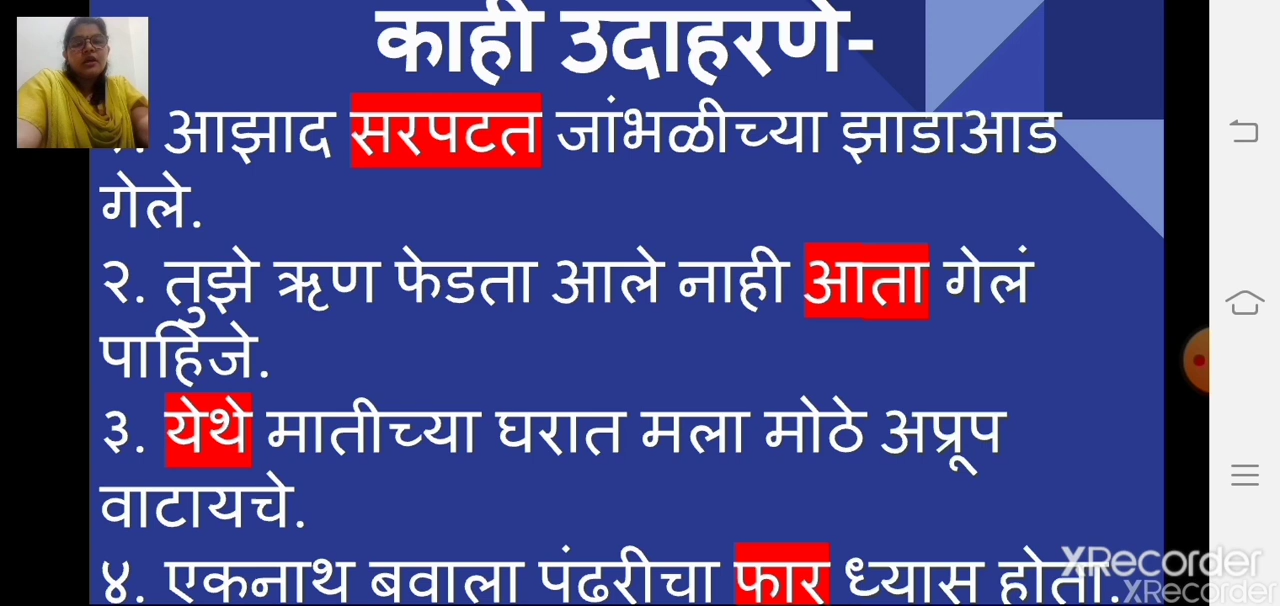 काही उदाहरणे-
आझाद सरपटत जांभळीच्या झाडाआड
गेले.
२. तुझे ऋण फेडता आले नाही आता गेलं
पाहिजे.
३. येथे मातीच्या घरात मला मोठे अप्रूप
वाटायचे.
४. एकनाथ बवाला पंढरीचा फार ध्यास होता.
XRecorder
XRecorder